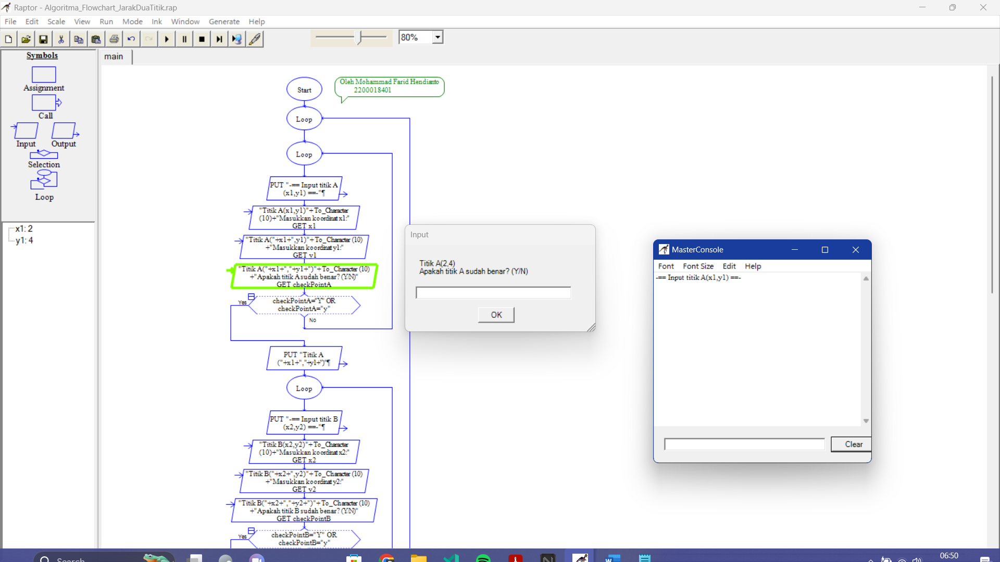 Raptor - Algoritma_Flowchart_JarakDuaTitik.rap
File Edit Scale View Run Mode Ink Window Generate Help
80%
Symbols
Assignment
Call
Input Output
Selection
Loop
x1: 2
y1: 4
main
Oleh Mohammad Farid Hendianto
2200018401
Start
Loop
Loop
PUT "-== Input titik A
(x1,y1) ==-"¶
"Titik A(x1,y1)"+To_Character
(10)+"Masukkan koordinat x1:"
GET x1
"Titik A("+x1+",y1)"+To_Character (10)
+"Masukkan koordinat y1:"
GET y1
"Titik A("+x1+","+y1+")"+To_Character (10)
+"Apakah titik A sudah benar? (Y/N)"
GET checkPointA
Yes
checkPointA="Y" OR
checkPointA="y"
No
PUT "Titik A
("+x1+","+y1+")"¶
Loop
PUT "-== Input titik B
(x2,y2) ==-"¶
"Titik B(x2,y2)"+To_Character
(10)+"Masukkan koordinat x2:"
GET x2
"Titik B("+x2+",y2)"+To_Character (10)
+"Masukkan koordinat y2:"
GET y2
"Titik B("+x2+","+y2+")"+To_Character (10)
+"Apakah titik B sudah benar? (Y/N)"
GET checkPointB
Yes
checkPointB="Y" OR
checkPointB="y"
Input
Titik A(2,4)
Apakah titik A sudah benar? (Y/N)
OK
MasterConsole
Font Font Size Edit Help
-== Input titik A(x1,y1) ==-
Clear
Search
06:50